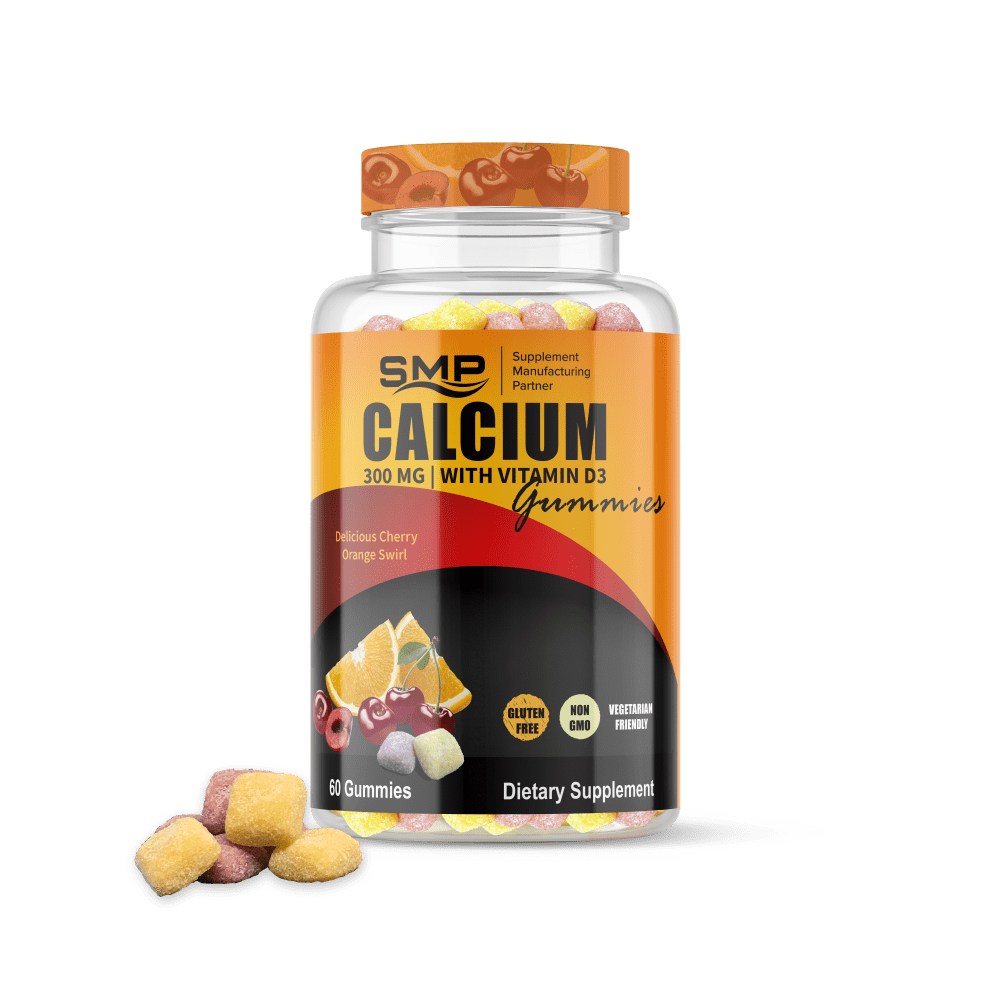 SMP
Supplement
Manufacturing
Partner
CALCIUM
300 MG | WITH VITAMIN D3
Gummies
Delicious Cherry
Orange Swirl
GLUTEN
FREE
NON
GMO
VEGETARIAN
FRIENDLY
60 Gummies
Dietary Supplement